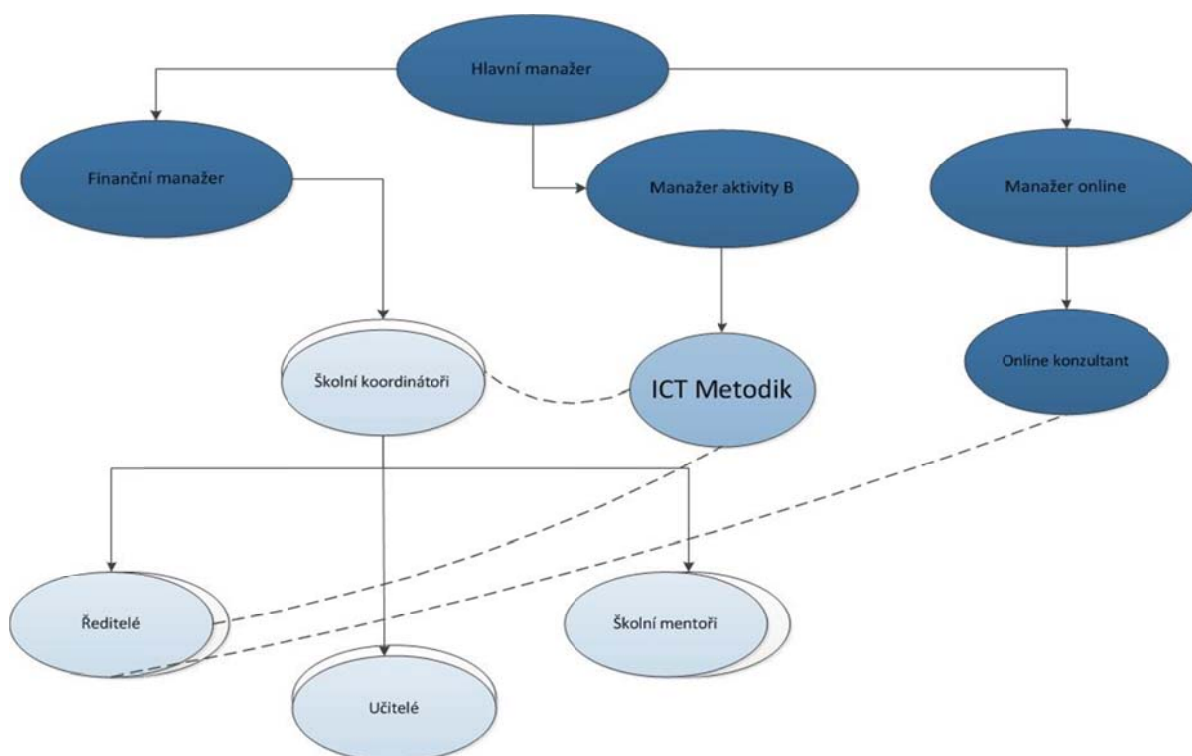 Hlavní manažer
Finanční manažer
Manažer aktivity B
Manažer online
Školní koordinátoři
ICT Metodik
Online konzultant
Ředitelé
Školní mentoři
Učitelé